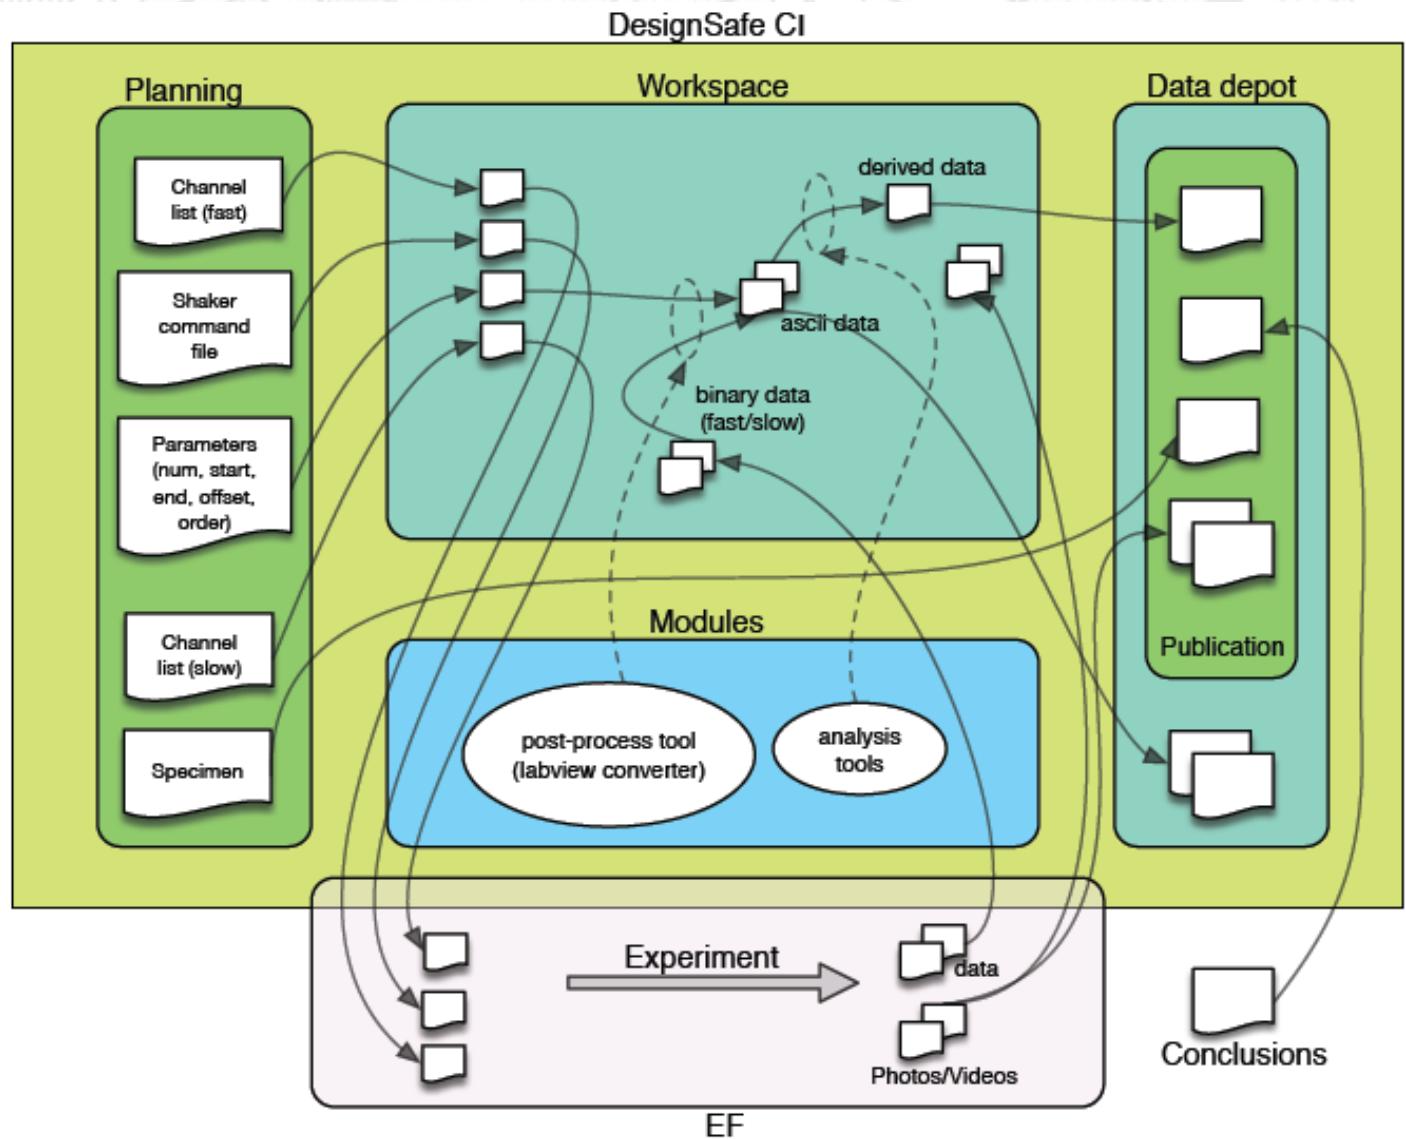 DesignSafe CI
Planning
Channel
list (fast)
Shaker
command
file
Parameters
(num, start,
end, offset,
order)
Channel
list (slow)
Specimen
Workspace
derived data
ascii data
binary data
(fast/slow)
Modules
post-process tool
(labview converter)
analysis
tools
Data depot
Publication
Experiment
data
Photos/Videos
EF
Conclusions